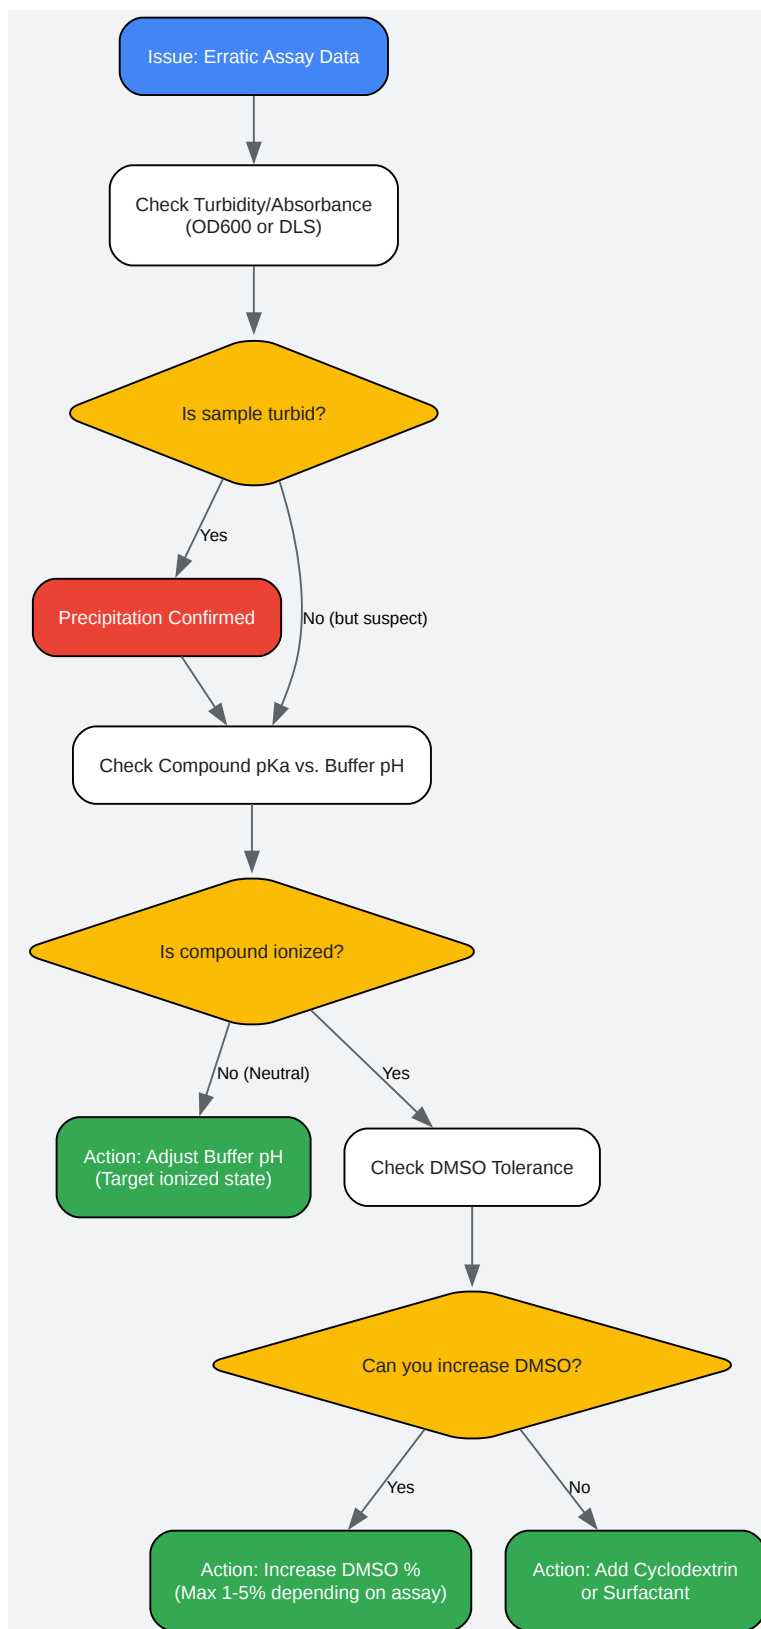 Issue: Erratic Assay Data
Check Turbidity/Absorbance
(OD600 or DLS)
Is sample turbid?
Yes
Precipitation Confirmed
No (but suspect)
Check Compound pKa vs. Buffer pH
Is compound ionized?
No (Neutral)
Yes
Action: Adjust Buffer pH
(Target ionized state)
Check DMSO Tolerance
Can you increase DMSO?
Yes
No
Action: Increase DMSO %
(Max 1-5% depending on assay)
Action: Add Cyclodextrin
or Surfactant